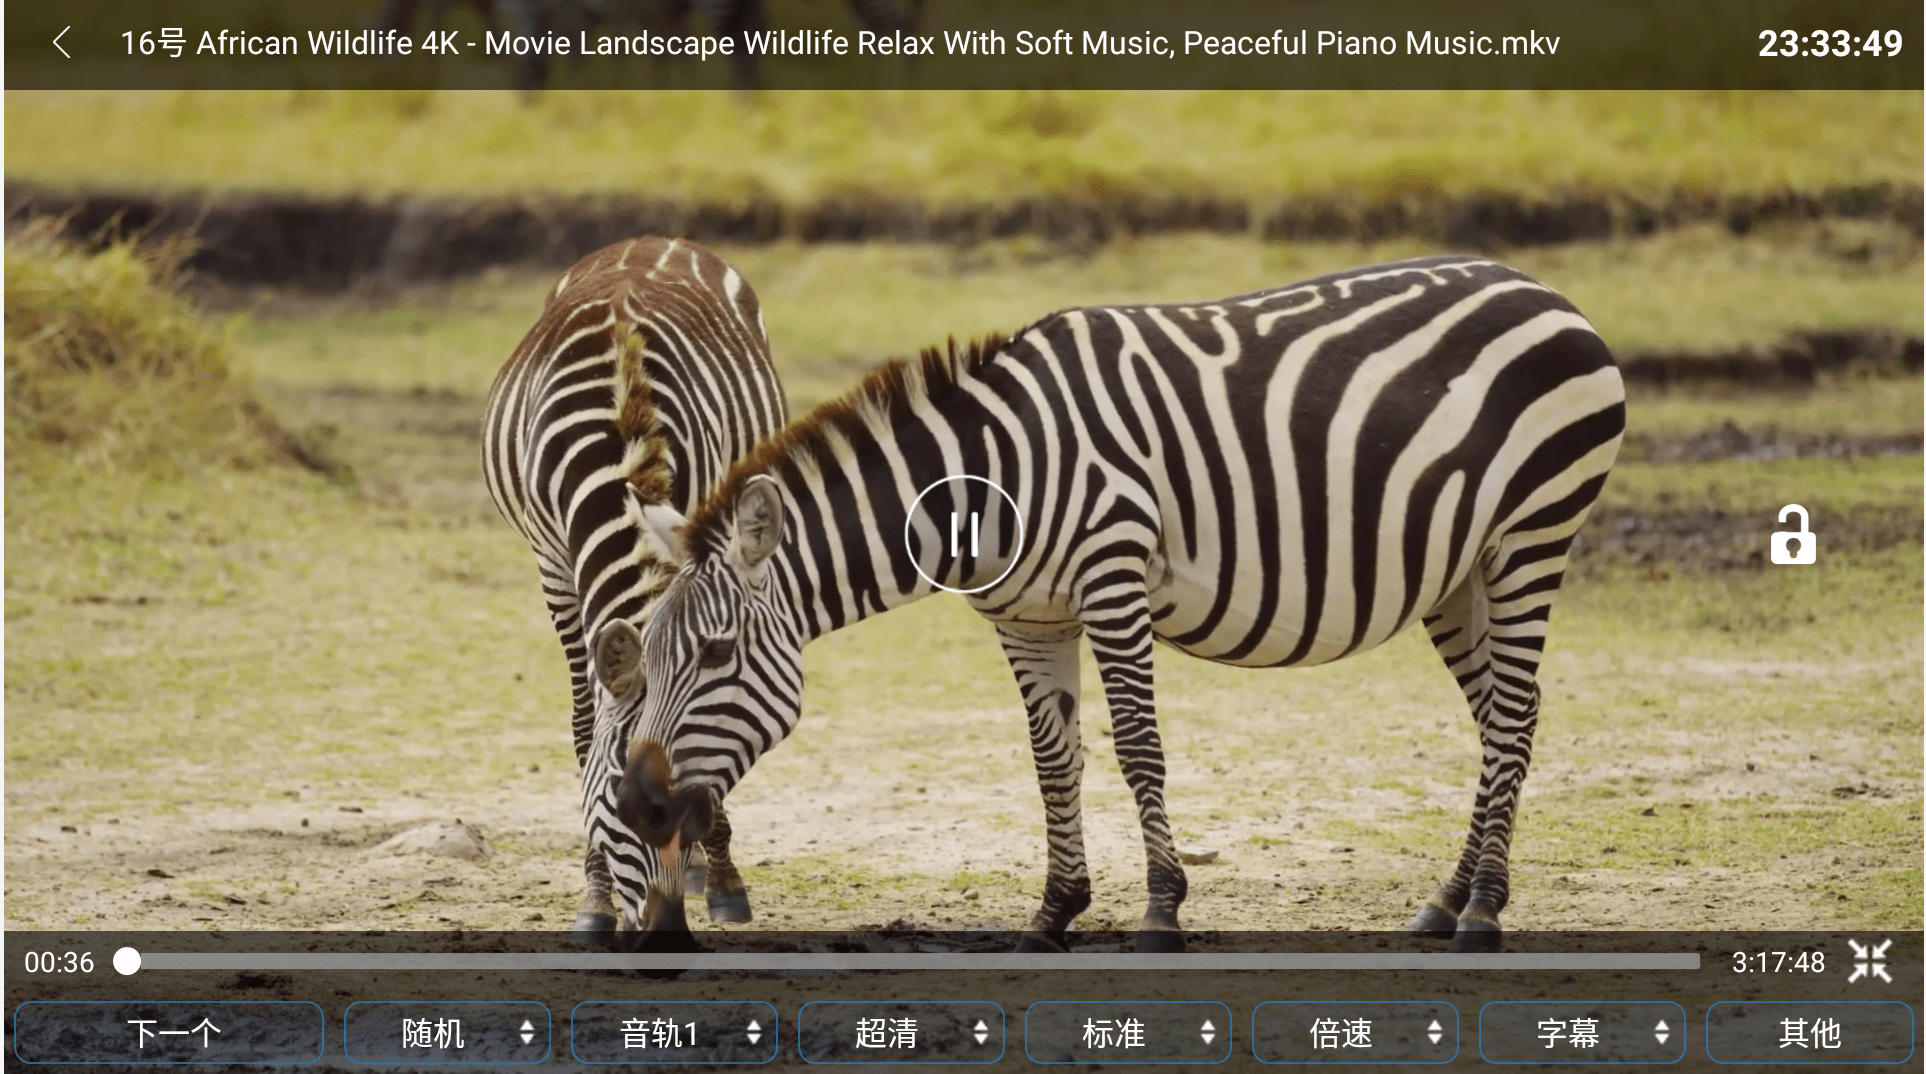 16号 African Wildlife 4K - Movie Landscape Wildlife Relax With Soft Music, Peaceful Piano Music.mkv
23:33:49
00:36
3:17:48
下一个
随机
音轨1
超清
标准
倍速
字幕
其他